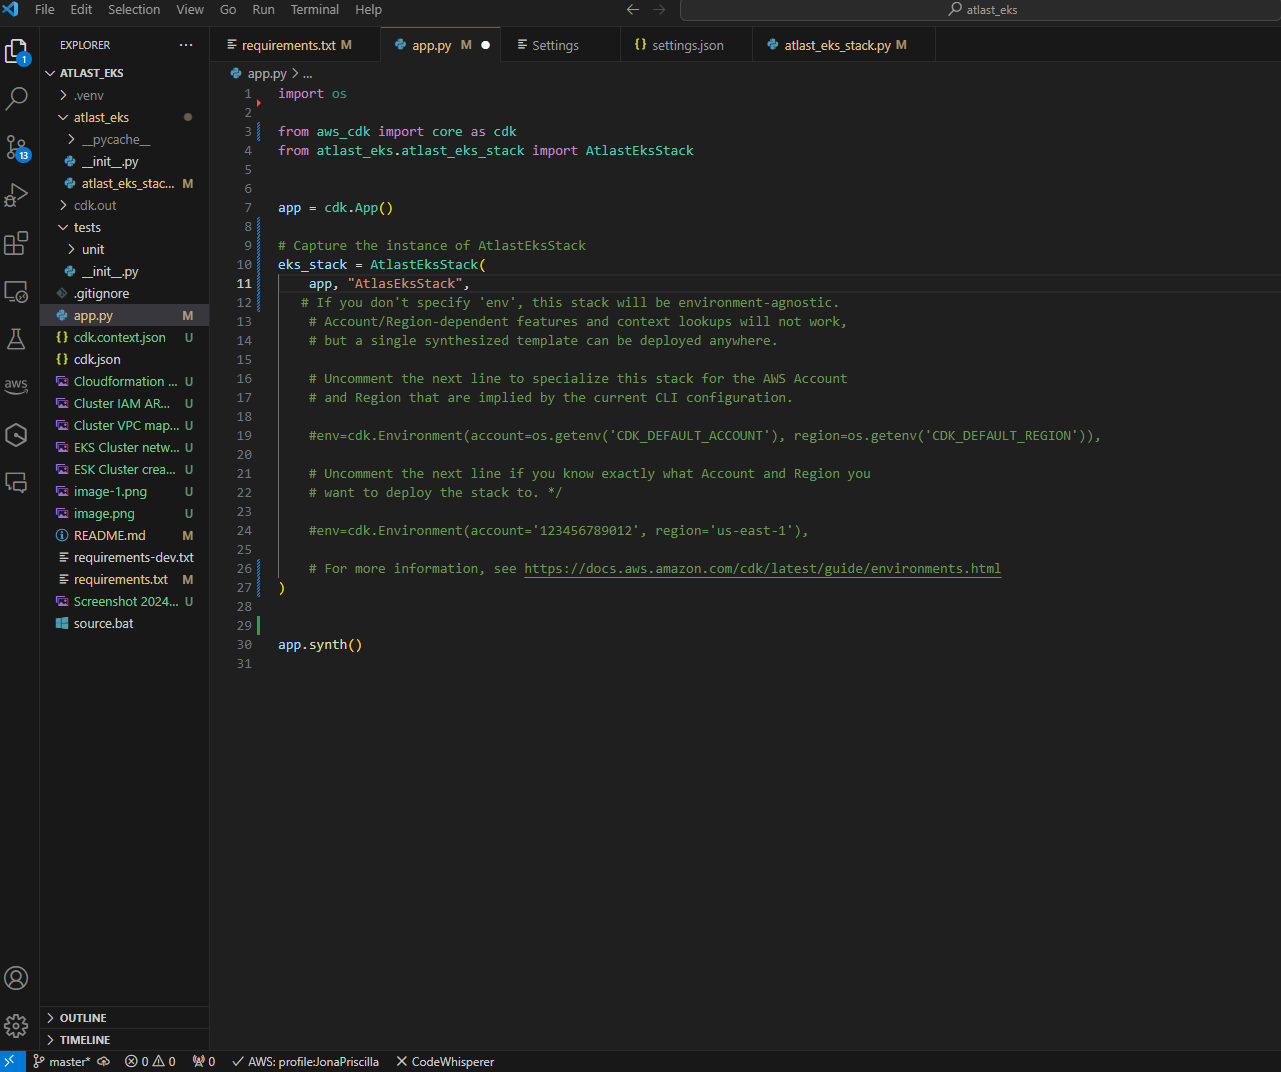 File Edit Selection View Go Run Terminal Help
atlast_eks
EXPLORER
ATLAST_EKS
.venv
atlast_eks
__pycache__
__init__.py
atlast_eks_stac... M
cdk.out
tests
unit
__init__.py
.gitignore
app.py M
cdk.context.json U
cdk.json
Cloudformation ... U
Cluster IAM AR... U
Cluster VPC map... U
EKS Cluster netw... U
ESK Cluster crea... U
image-1.png U
image.png U
README.md M
requirements-dev.txt
requirements.txt M
Screenshot 2024... U
source.bat
OUTLINE
TIMELINE
1
13
aws
requirements.txt M
app.py M
Settings
settings.json
atlast_eks_stack.py M
app.py > ...
1 import os
2
3 from aws_cdk import core as cdk
4 from atlast_eks.atlast_eks_stack import AtlastEksStack
5
6
7 app = cdk.App()
8
9 # Capture the instance of AtlastEksStack
10 eks_stack = AtlastEksStack(
11 app, "AtlasEksStack",
12 # If you don't specify 'env', this stack will be environment-agnostic.
13 # Account/Region-dependent features and context lookups will not work,
14 # but a single synthesized template can be deployed anywhere.
15
16 # Uncomment the next line to specialize this stack for the AWS Account
17 # and Region that are implied by the current CLI configuration.
18
19 #env=cdk.Environment(account=os.getenv('CDK_DEFAULT_ACCOUNT'), region=os.getenv('CDK_DEFAULT_REGION')),
20
21 # Uncomment the next line if you know exactly what Account and Region you
22 # want to deploy the stack to. */
23
24 #env=cdk.Environment(account='123456789012', region='us-east-1'),
25
26 # For more information, see https://docs.aws.amazon.com/cdk/latest/guide/environments.html
27 )
28
29
30 app.synth()
31
master* 0 0 0 AWS: profile:JonaPriscilla CodeWhisperer